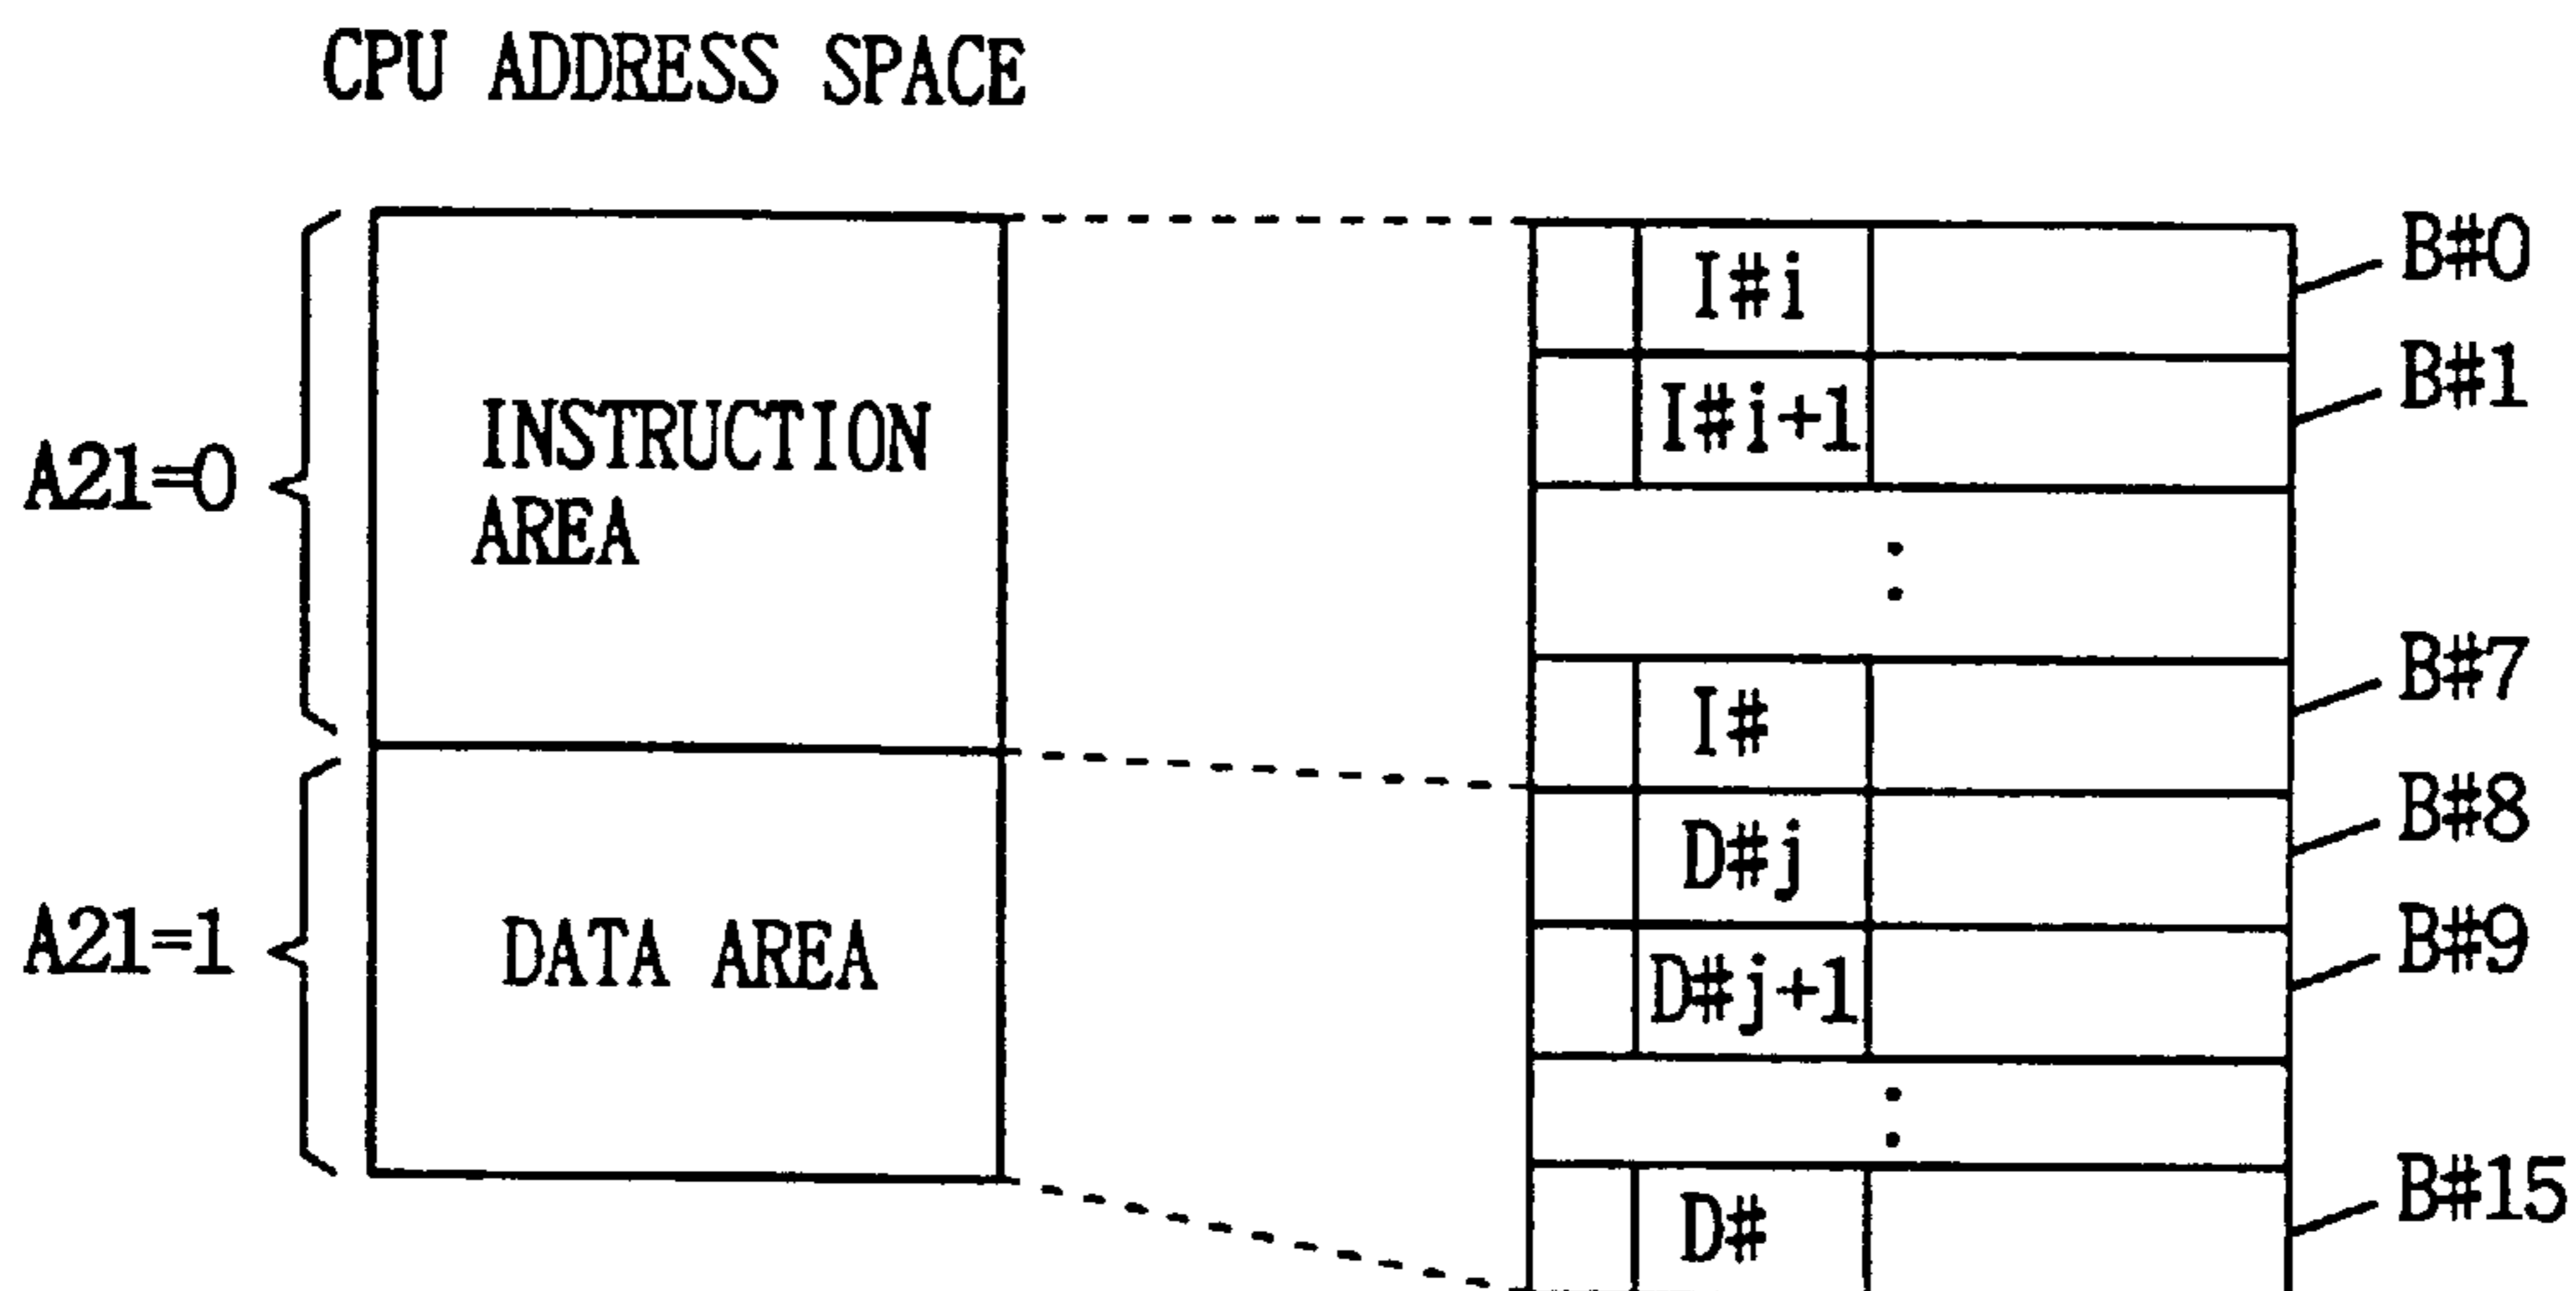 CPU ADDRESS SPACE
A21=0
INSTRUCTION
AREA
A21=1
DATA AREA
I#i
B#0
I#i+1
B#1
:
I#
B#7
D#j
B#8
D#j+1
B#9
:
D#
B#15